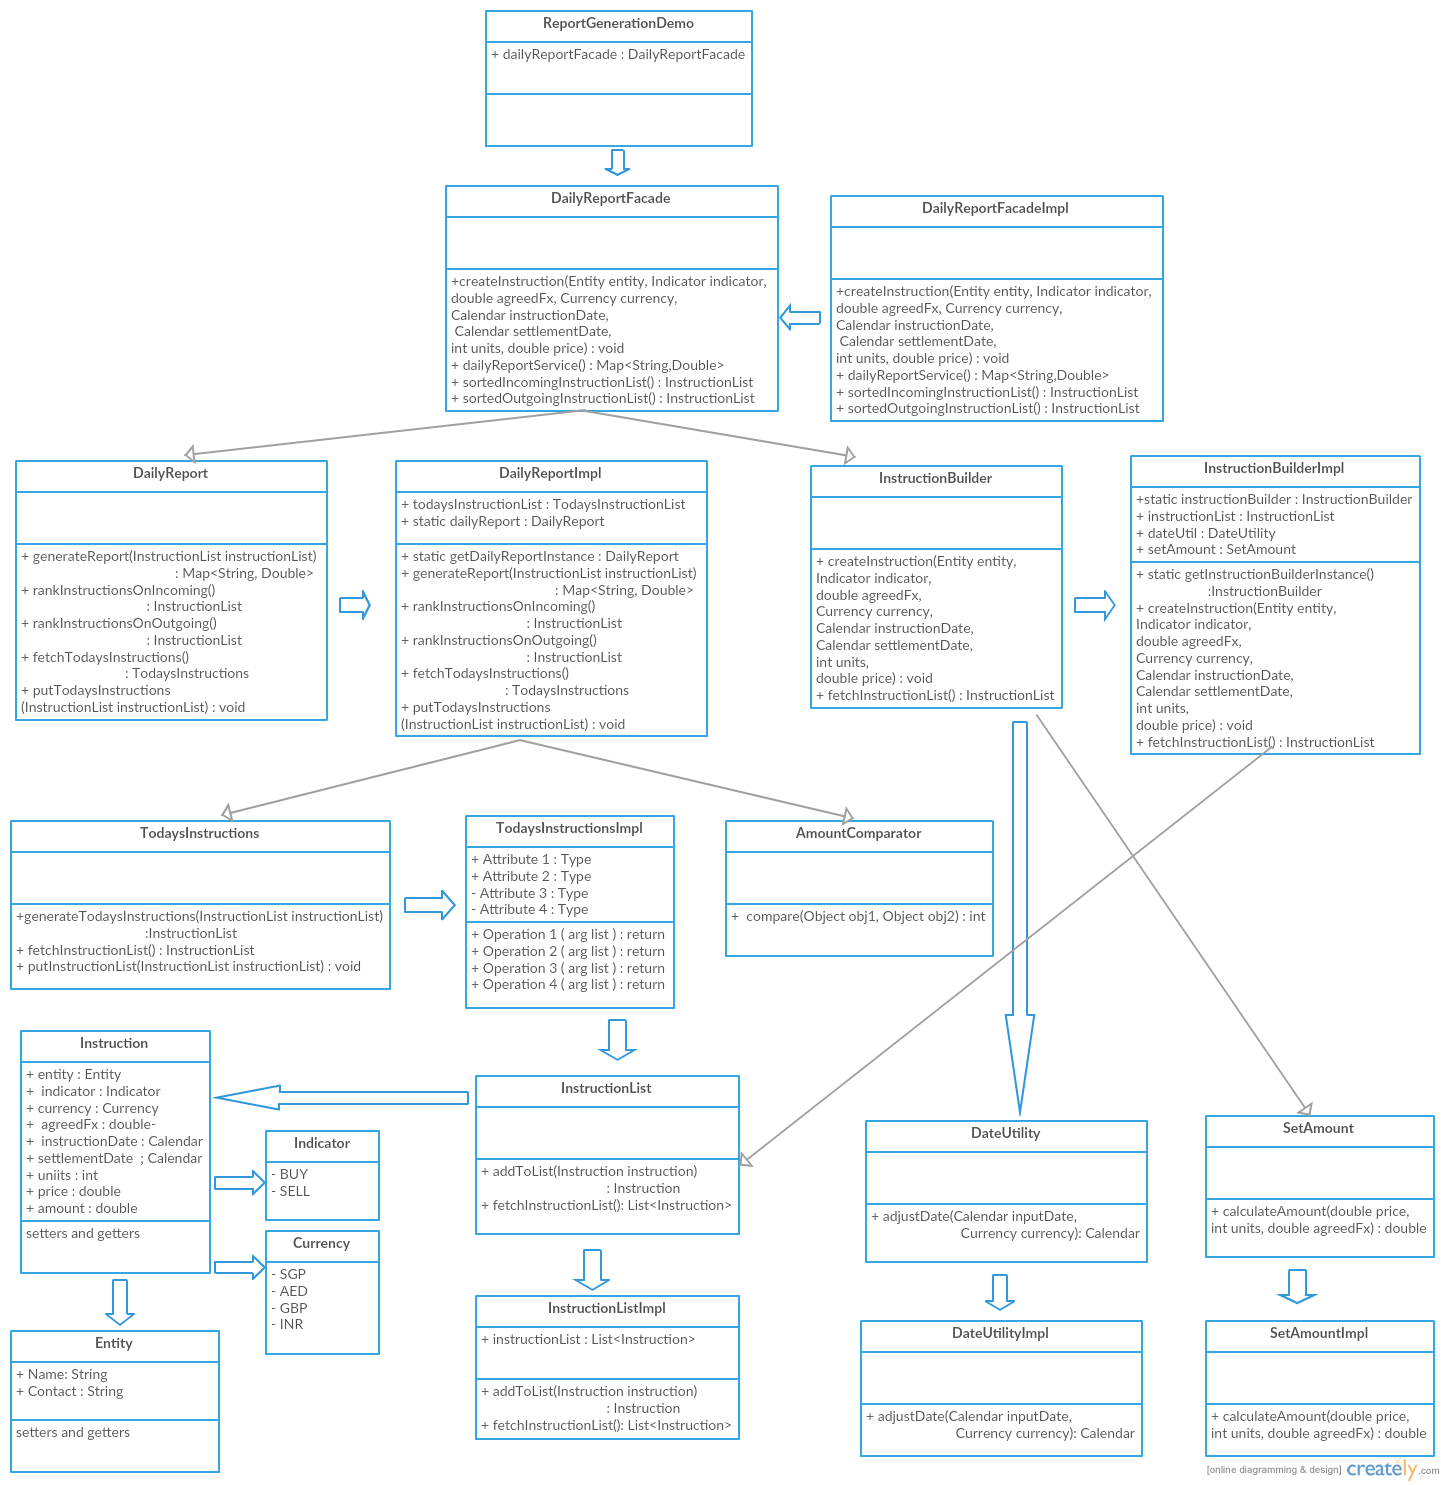 ReportGenerationDemo
+ dailyReportFacade : DailyReportFacade
DailyReportFacade
+createInstruction(Entity entity, Indicator indicator,
double agreedFx, Currency currency,
Calendar instructionDate,
Calendar settlementDate,
int units, double price) : void
+ dailyReportService() : Map<String,Double>
+ sortedIncomingInstructionList() : InstructionList
+ sortedOutgoingInstructionList() : InstructionList
DailyReportFacadeImpl
+createInstruction(Entity entity, Indicator indicator,
double agreedFx, Currency currency,
Calendar instructionDate,
Calendar settlementDate,
int units, double price) : void
+ dailyReportService() : Map<String,Double>
+ sortedIncomingInstructionList() : InstructionList
+ sortedOutgoingInstructionList() : InstructionList
DailyReport
+ generateReport(InstructionList instructionList)
: Map<String, Double>
+ rankInstructionsOnIncoming()
: InstructionList
+ rankInstructionsOnOutgoing()
: InstructionList
+ fetchTodaysInstructions()
: TodaysInstructions
+ putTodaysInstructions
(InstructionList instructionList) : void
DailyReportImpl
+ todaysInstructionList : TodaysInstructionList
+ static dailyReport : DailyReport
+ static getDailyReportInstance : DailyReport
+ generateReport(InstructionList instructionList)
: Map<String, Double>
+ rankInstructionsOnIncoming()
: InstructionList
+ rankInstructionsOnOutgoing()
: InstructionList
+ fetchTodaysInstructions()
: TodaysInstructions
+ putTodaysInstructions
(InstructionList instructionList) : void
InstructionBuilder
+ createInstruction(Entity entity,
Indicator indicator,
double agreedFx,
Currency currency,
Calendar instructionDate,
Calendar settlementDate,
int units,
double price) : void
+ fetchInstructionList() : InstructionList
InstructionBuilderImpl
+static instructionBuilder : InstructionBuilder
+ instructionList : InstructionList
+ dateUtil : DateUtility
+ setAmount : SetAmount
+ static getInstructionBuilderInstance()
:InstructionBuilder
+ createInstruction(Entity entity,
Indicator indicator,
double agreedFx,
Currency currency,
Calendar instructionDate,
Calendar settlementDate,
int units,
double price) : void
+ fetchInstructionList() : InstructionList
TodaysInstructions
+generateTodaysInstructions(InstructionList instructionList)
:InstructionList
+ fetchInstructionList() : InstructionList
+ putInstructionList(InstructionList instructionList) : void
TodaysInstructionsImpl
+ Attribute 1 : Type
+ Attribute 2 : Type
- Attribute 3 : Type
- Attribute 4 : Type
+ Operation 1 ( arg list ) : return
+ Operation 2 ( arg list ) : return
+ Operation 3 ( arg list ) : return
+ Operation 4 ( arg list ) : return
AmountComparator
+ compare(Object obj1, Object obj2) : int
Instruction
+ entity : Entity
+ indicator : Indicator
+ currency : Currency
+ agreedFx : double-
+ instructionDate : Calendar
+ settlementDate ; Calendar
+ uniits : int
+ price : double
+ amount : double
setters and getters
Indicator
- BUY
- SELL
Currency
- SGP
- AED
- GBP
- INR
Entity
+ Name: String
+ Contact : String
setters and getters
InstructionList
+ addToList(Instruction instruction)
: Instruction
+ fetchInstructionList(): List<Instruction>
InstructionListImpl
+ instructionList : List<Instruction>
+ addToList(Instruction instruction)
: Instruction
+ fetchInstructionList(): List<Instruction>
DateUtility
+ adjustDate(Calendar inputDate,
Currency currency): Calendar
DateUtilityImpl
+ adjustDate(Calendar inputDate,
Currency currency): Calendar
SetAmount
+ calculateAmount(double price,
int units, double agreedFx) : double
SetAmountImpl
+ calculateAmount(double price,
int units, double agreedFx) : double
[online diagramming & design] creately.com